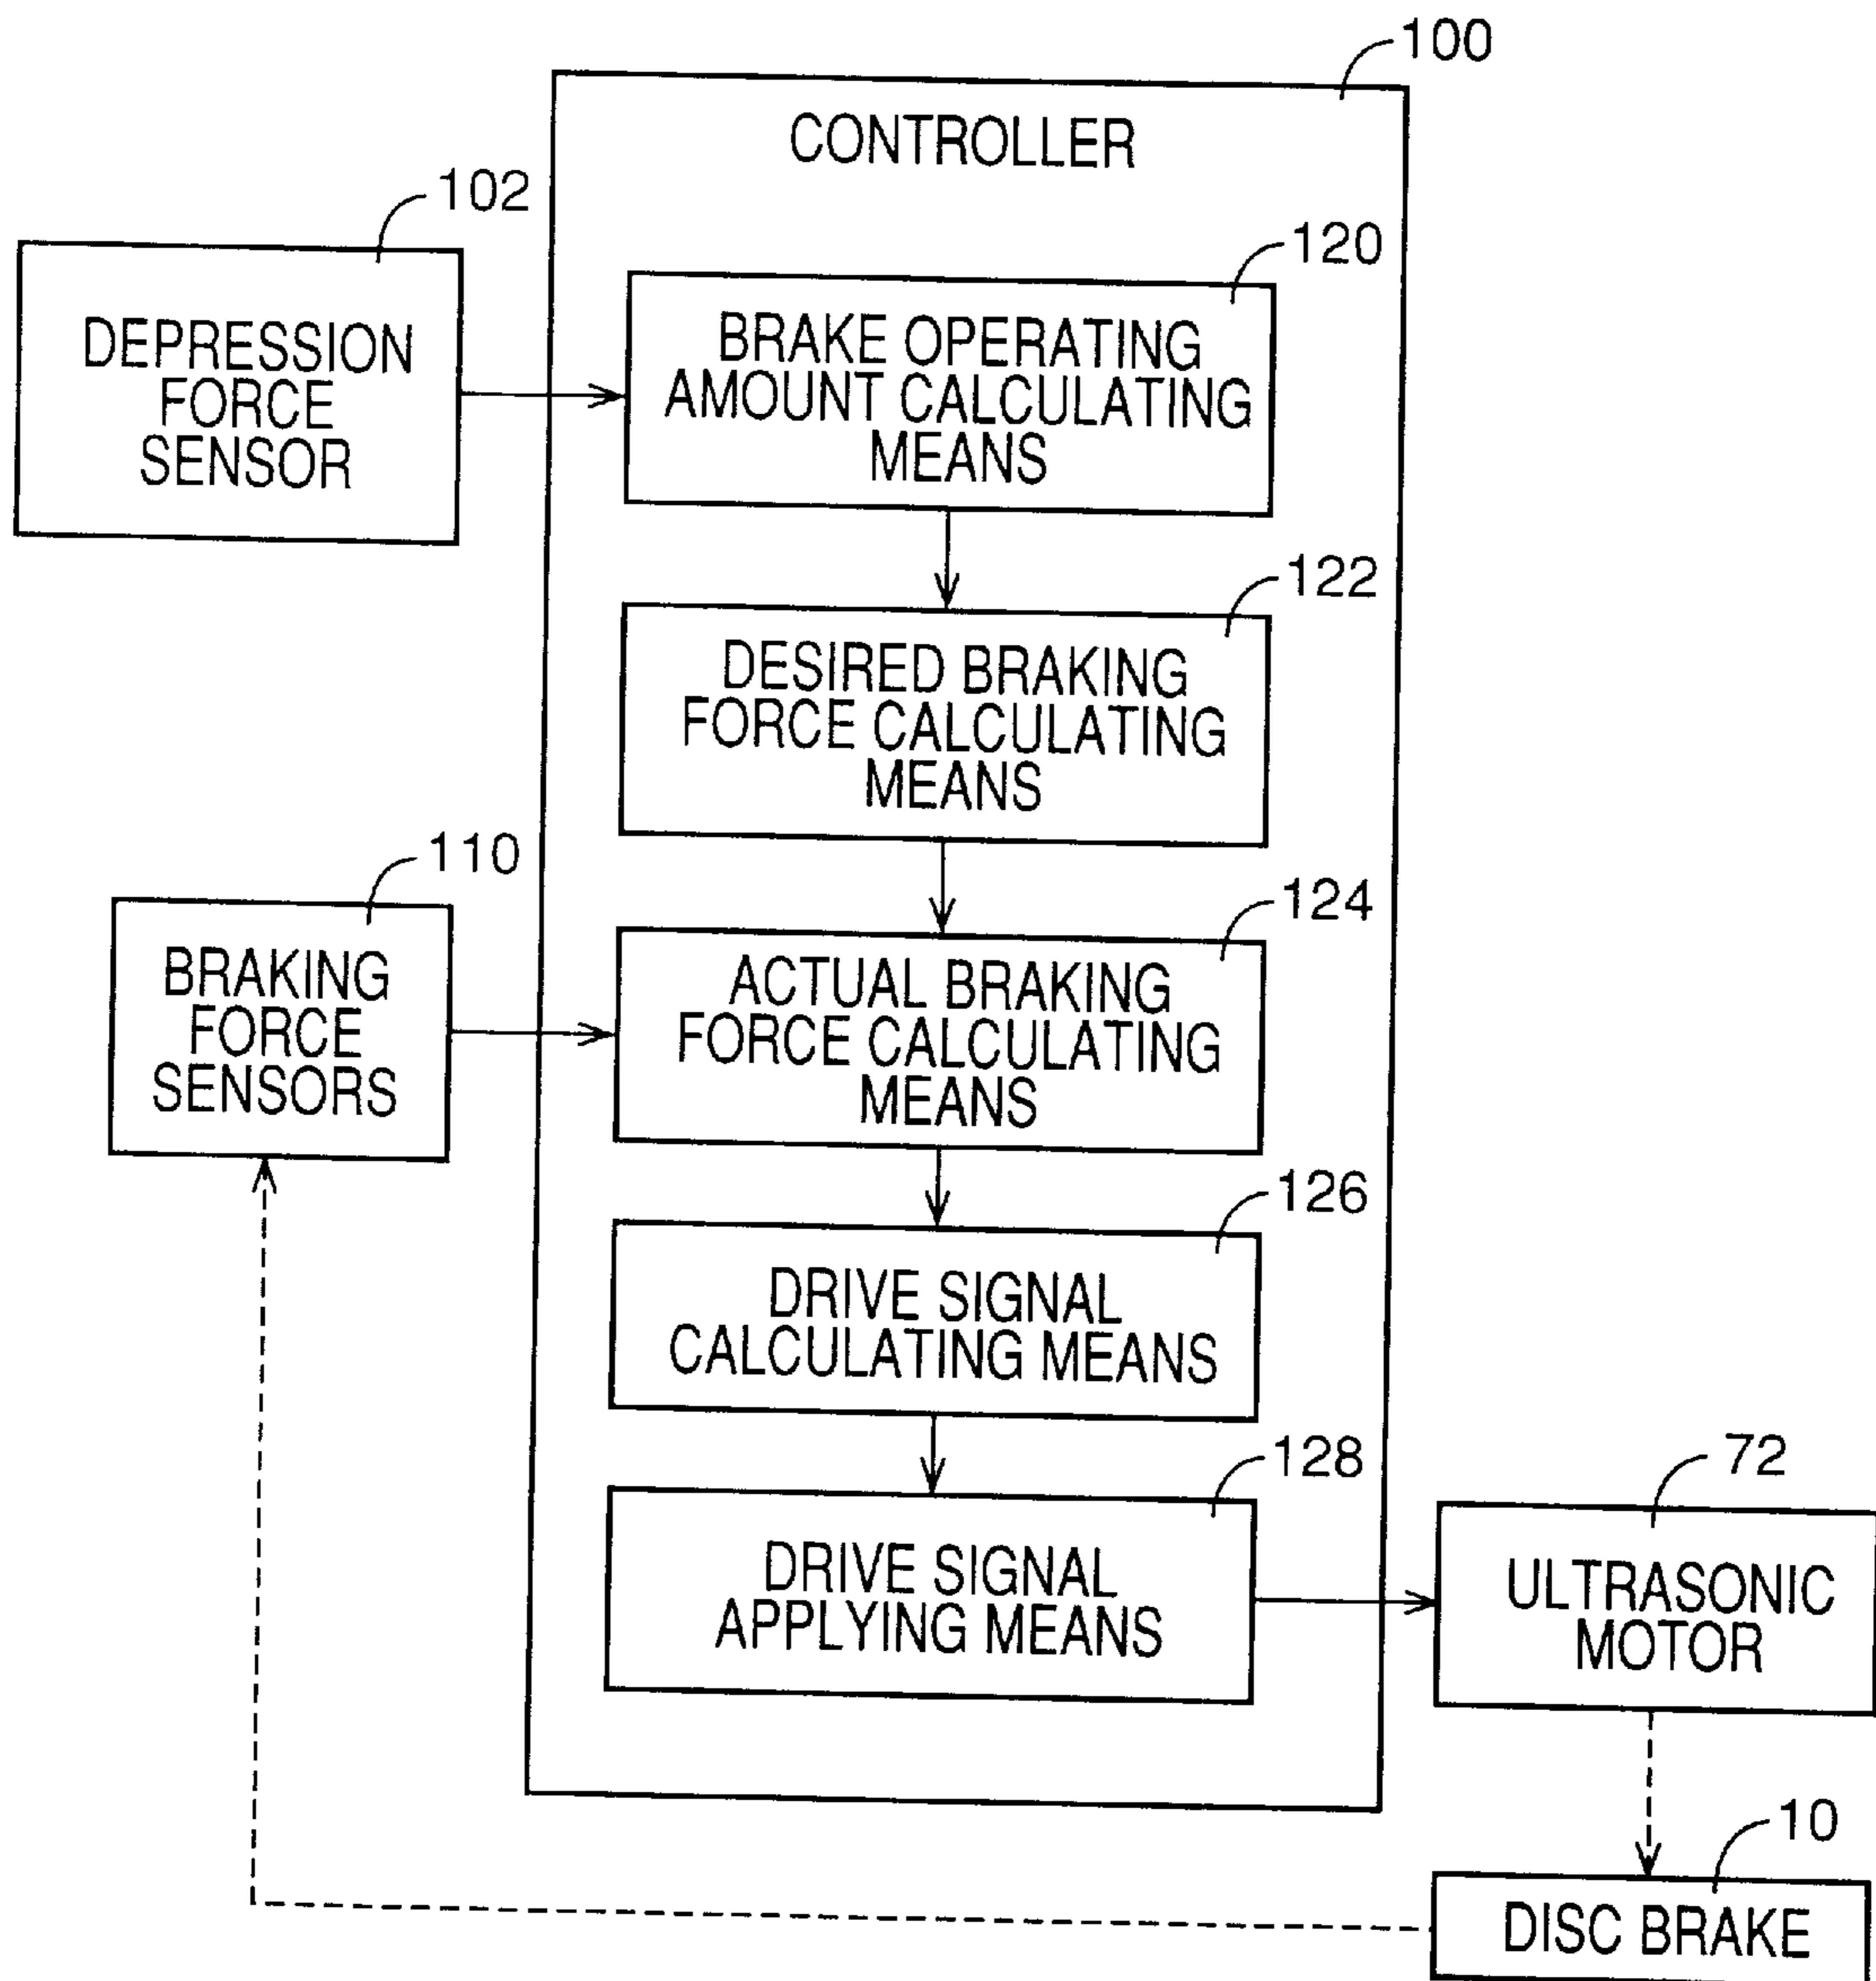 100
CONTROLLER
102
DEPRESSION
FORCE
SENSOR
120
BRAKE OPERATING
AMOUNT CALCULATING
MEANS
122
DESIRED BRAKING
FORCE CALCULATING
MEANS
110
BRAKING
FORCE
SENSORS
124
ACTUAL BRAKING
FORCE CALCULATING
MEANS
126
DRIVE SIGNAL
CALCULATING MEANS
128
DRIVE SIGNAL
APPLYING MEANS
72
ULTRASONIC
MOTOR
10
DISC BRAKE